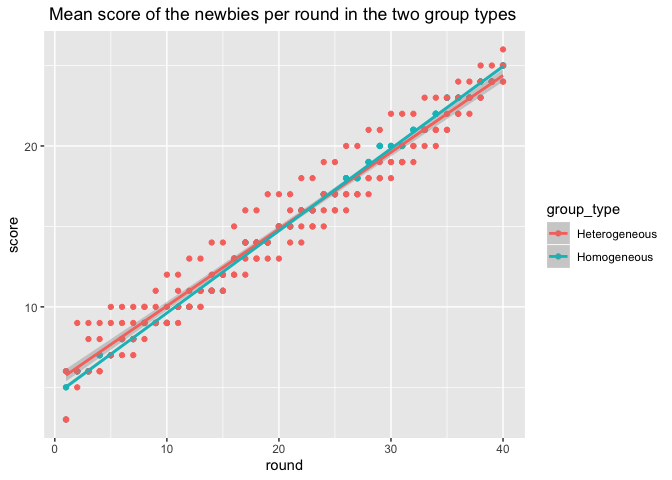 Mean score of the newbies per round in the two group types
20
10
score
0
10
20
30
40
round
group_type
Heterogeneous
Homogeneous